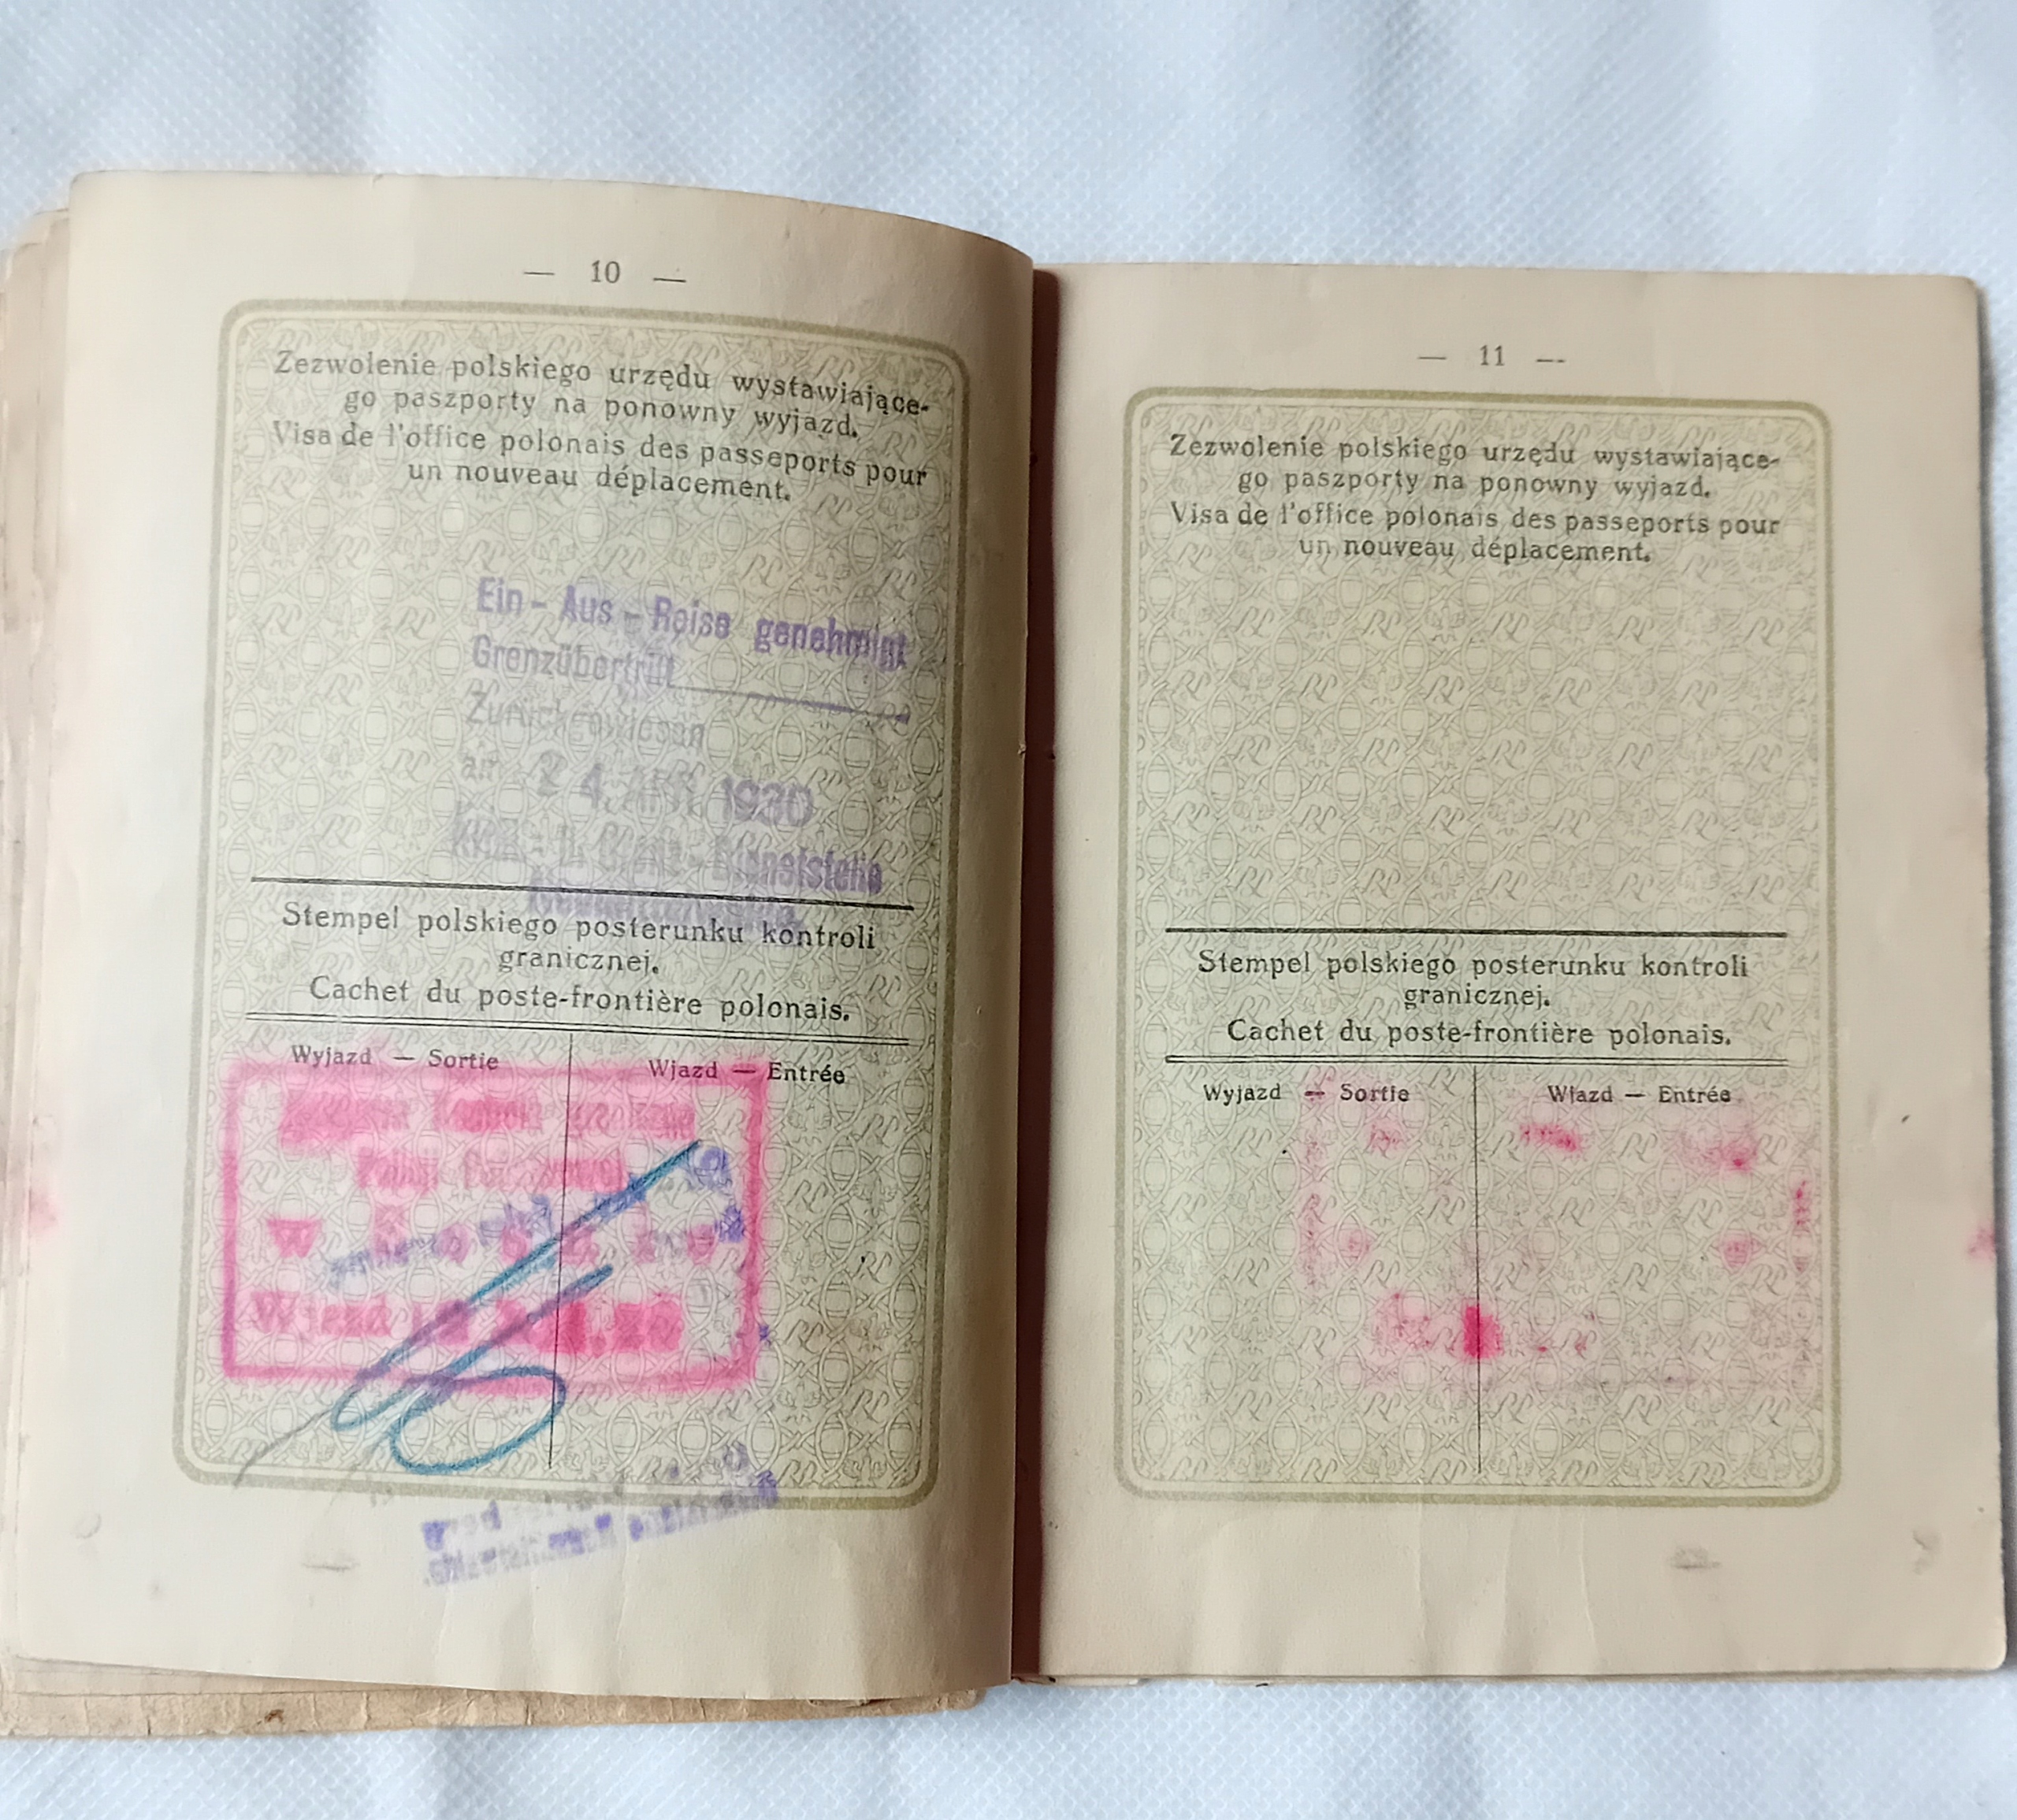 — 10 —
Zezwolenie polskiego urzędu wystawiające-
go paszporty na ponowny wyjazd.
Visa de l'office polonais des passeports pour
un nouveau déplacement.
Ein - Aus - Reise genehmigt
Grenzübertritt
Zurückgewiesen
am 24. 1930
Stempel polskiego posterunku kontroli
granicznej.
Cachet du poste-frontière polonais.
Wyjazd — Sortie
Wjazd — Entrée
W
— 11 —
Zezwolenie polskiego urzędu wystawiające-
go paszporty na ponowny wyjazd.
Visa de l'office polonais des passeports pour
un nouveau déplacement.
Stempel polskiego posterunku kontroli
granicznej.
Cachet du poste-frontière polonais.
Wyjazd — Sortie
Wjazd — Entrée